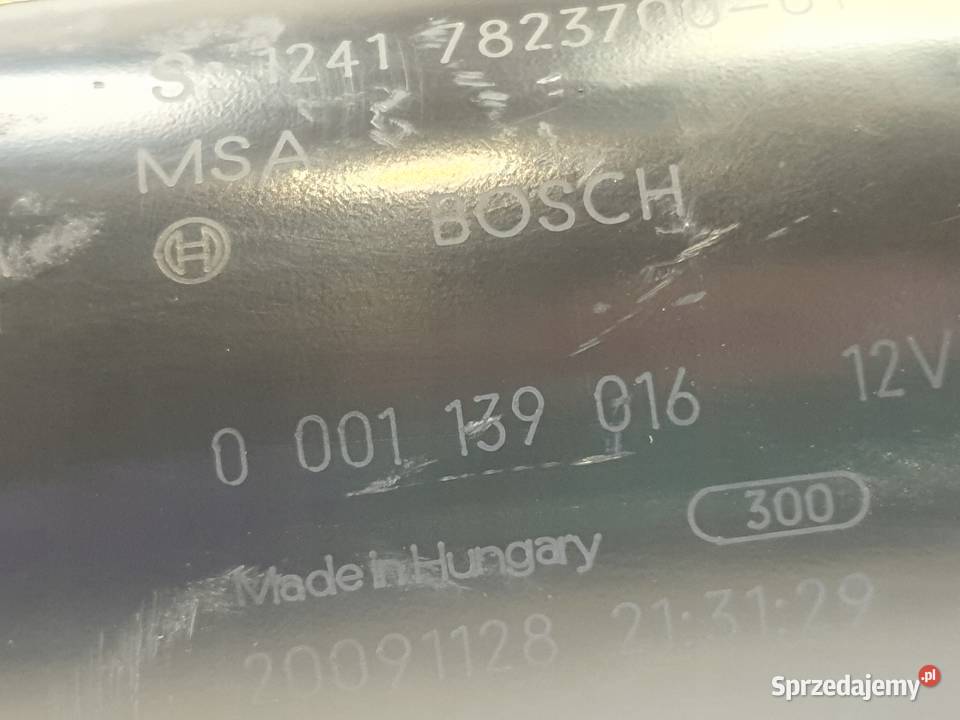 S: 1241 7823700-01
MSA
BOSCH
0 001 139 016 12V
300
Made in Hungary
20091128 21:31:29
Sprzedajemy.pl